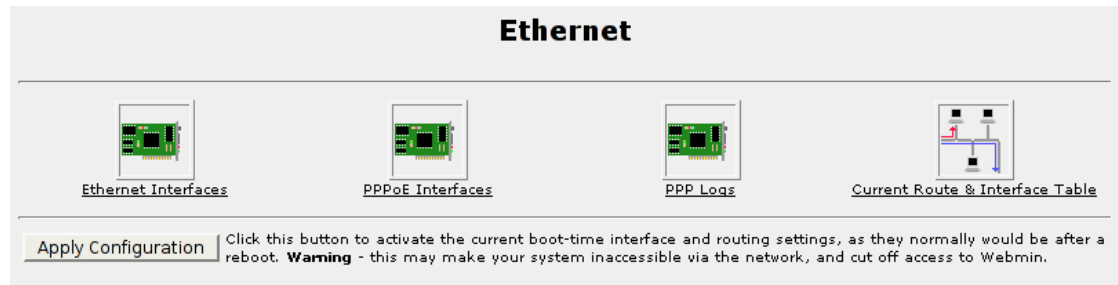 Ethernet
Ethernet Interfaces
PPPoE Interfaces
PPP Logs
Current Route & Interface Table
Apply Configuration
Click this button to activate the current boot-time interface and routing settings, as they normally would be after a
reboot. Warning - this may make your system inaccessible via the network, and cut off access to Webmin.